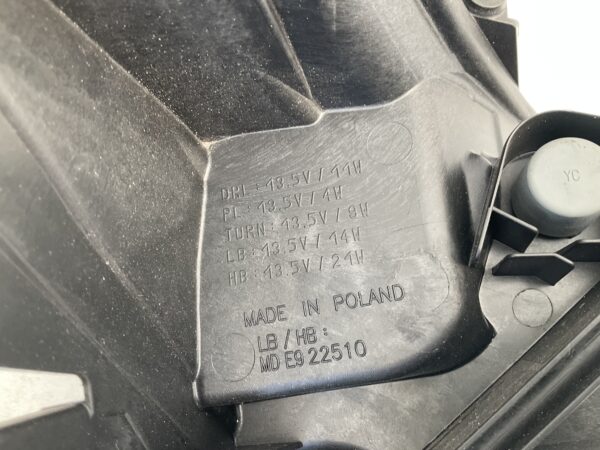 DRL : 13.5V / 11W
PL : 13.5V / 4W
TURN : 13.5V / 9W
LB : 13.5V / 14W
HB : 13.5V / 21W
MADE IN POLAND
LB / HB :
MD E9 22510
YC